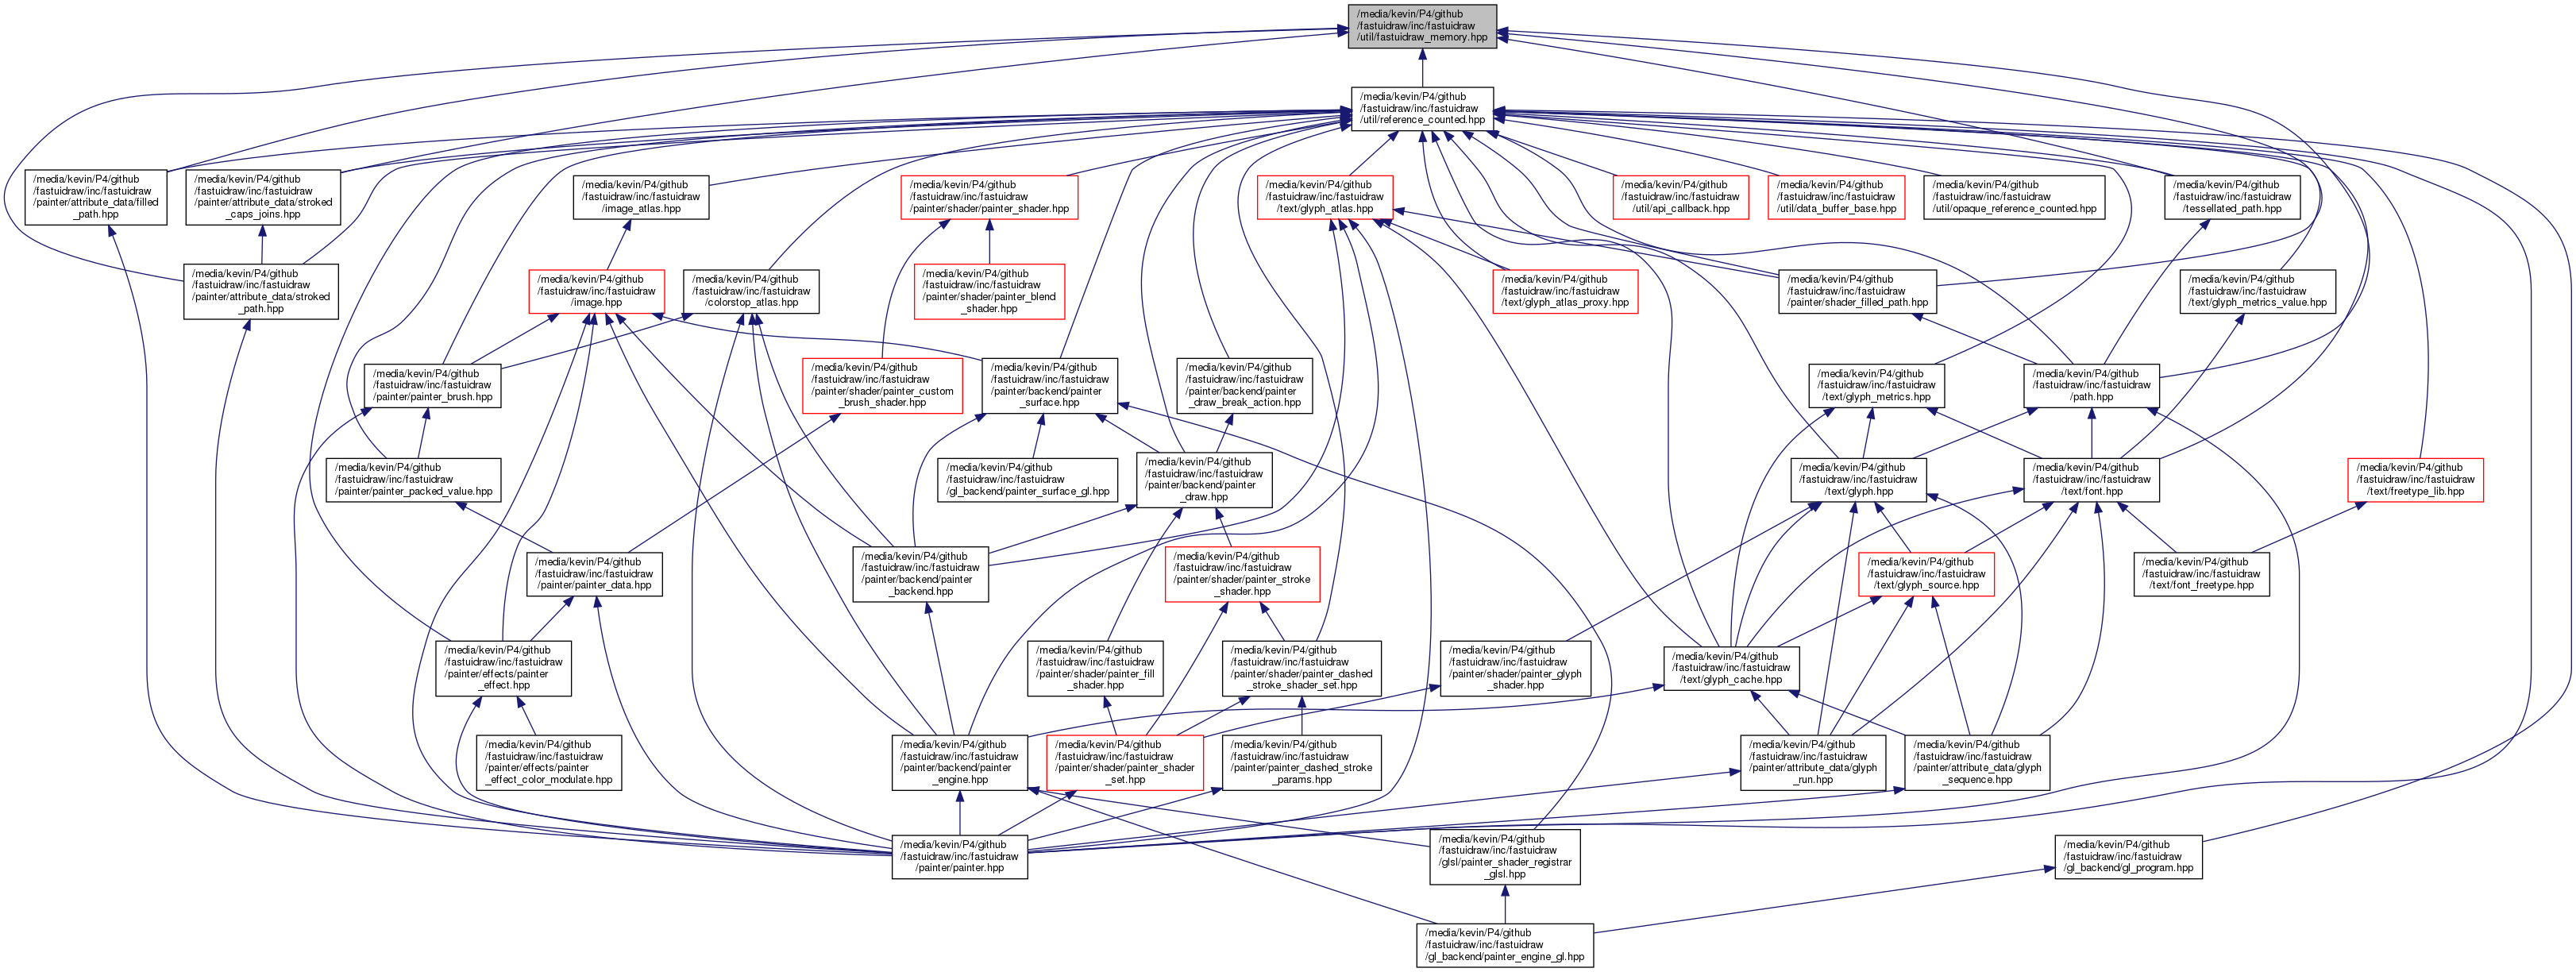 /media/kevin/P4/github
/fastuidraw/inc/fastuidraw
/util/fastuidraw_memory.hpp
/media/kevin/P4/github
/fastuidraw/inc/fastuidraw
/util/reference_counted.hpp
/media/kevin/P4/github
/fastuidraw/inc/fastuidraw
/painter/attribute_data/filled
_path.hpp
/media/kevin/P4/github
/fastuidraw/inc/fastuidraw
/painter/attribute_data/stroked
_caps_joins.hpp
/media/kevin/P4/github
/fastuidraw/inc/fastuidraw
/image_atlas.hpp
/media/kevin/P4/github
/fastuidraw/inc/fastuidraw
/painter/shader/painter_shader.hpp
/media/kevin/P4/github
/fastuidraw/inc/fastuidraw
/text/glyph_atlas.hpp
/media/kevin/P4/github
/fastuidraw/inc/fastuidraw
/util/api_callback.hpp
/media/kevin/P4/github
/fastuidraw/inc/fastuidraw
/util/data_buffer_base.hpp
/media/kevin/P4/github
/fastuidraw/inc/fastuidraw
/util/opaque_reference_counted.hpp
/media/kevin/P4/github
/fastuidraw/inc/fastuidraw
/tessellated_path.hpp
/media/kevin/P4/github
/fastuidraw/inc/fastuidraw
/painter/attribute_data/stroked
_path.hpp
/media/kevin/P4/github
/fastuidraw/inc/fastuidraw
/image.hpp
/media/kevin/P4/github
/fastuidraw/inc/fastuidraw
/colorstop_atlas.hpp
/media/kevin/P4/github
/fastuidraw/inc/fastuidraw
/painter/shader/painter_blend
_shader.hpp
/media/kevin/P4/github
/fastuidraw/inc/fastuidraw
/text/glyph_atlas_proxy.hpp
/media/kevin/P4/github
/fastuidraw/inc/fastuidraw
/painter/shader_filled_path.hpp
/media/kevin/P4/github
/fastuidraw/inc/fastuidraw
/text/glyph_metrics_value.hpp
/media/kevin/P4/github
/fastuidraw/inc/fastuidraw
/painter/painter_brush.hpp
/media/kevin/P4/github
/fastuidraw/inc/fastuidraw
/painter/shader/painter_custom
_brush_shader.hpp
/media/kevin/P4/github
/fastuidraw/inc/fastuidraw
/painter/backend/painter
_surface.hpp
/media/kevin/P4/github
/fastuidraw/inc/fastuidraw
/painter/backend/painter
_draw_break_action.hpp
/media/kevin/P4/github
/fastuidraw/inc/fastuidraw
/text/glyph_metrics.hpp
/media/kevin/P4/github
/fastuidraw/inc/fastuidraw
/path.hpp
/media/kevin/P4/github
/fastuidraw/inc/fastuidraw
/painter/painter_packed_value.hpp
/media/kevin/P4/github
/fastuidraw/inc/fastuidraw
/gl_backend/painter_surface_gl.hpp
/media/kevin/P4/github
/fastuidraw/inc/fastuidraw
/painter/backend/painter
_draw.hpp
/media/kevin/P4/github
/fastuidraw/inc/fastuidraw
/text/glyph.hpp
/media/kevin/P4/github
/fastuidraw/inc/fastuidraw
/text/font.hpp
/media/kevin/P4/github
/fastuidraw/inc/fastuidraw
/text/freetype_lib.hpp
/media/kevin/P4/github
/fastuidraw/inc/fastuidraw
/painter/painter_data.hpp
/media/kevin/P4/github
/fastuidraw/inc/fastuidraw
/painter/backend/painter
_backend.hpp
/media/kevin/P4/github
/fastuidraw/inc/fastuidraw
/painter/shader/painter_stroke
_shader.hpp
/media/kevin/P4/github
/fastuidraw/inc/fastuidraw
/text/glyph_source.hpp
/media/kevin/P4/github
/fastuidraw/inc/fastuidraw
/text/font_freetype.hpp
/media/kevin/P4/github
/fastuidraw/inc/fastuidraw
/painter/effects/painter
_effect.hpp
/media/kevin/P4/github
/fastuidraw/inc/fastuidraw
/painter/shader/painter_fill
_shader.hpp
/media/kevin/P4/github
/fastuidraw/inc/fastuidraw
/painter/shader/painter_dashed
_stroke_shader_set.hpp
/media/kevin/P4/github
/fastuidraw/inc/fastuidraw
/painter/shader/painter_glyph
_shader.hpp
/media/kevin/P4/github
/fastuidraw/inc/fastuidraw
/text/glyph_cache.hpp
/media/kevin/P4/github
/fastuidraw/inc/fastuidraw
/painter/effects/painter
_effect_color_modulate.hpp
/media/kevin/P4/github
/fastuidraw/inc/fastuidraw
/painter/backend/painter
_engine.hpp
/media/kevin/P4/github
/fastuidraw/inc/fastuidraw
/painter/shader/painter_shader
_set.hpp
/media/kevin/P4/github
/fastuidraw/inc/fastuidraw
/painter/painter_dashed_stroke
_params.hpp
/media/kevin/P4/github
/fastuidraw/inc/fastuidraw
/painter/attribute_data/glyph
_run.hpp
/media/kevin/P4/github
/fastuidraw/inc/fastuidraw
/painter/attribute_data/glyph
_sequence.hpp
/media/kevin/P4/github
/fastuidraw/inc/fastuidraw
/painter/painter.hpp
/media/kevin/P4/github
/fastuidraw/inc/fastuidraw
/glsl/painter_shader_registrar
_glsl.hpp
/media/kevin/P4/github
/fastuidraw/inc/fastuidraw
/gl_backend/gl_program.hpp
/media/kevin/P4/github
/fastuidraw/inc/fastuidraw
/gl_backend/painter_engine_gl.hpp